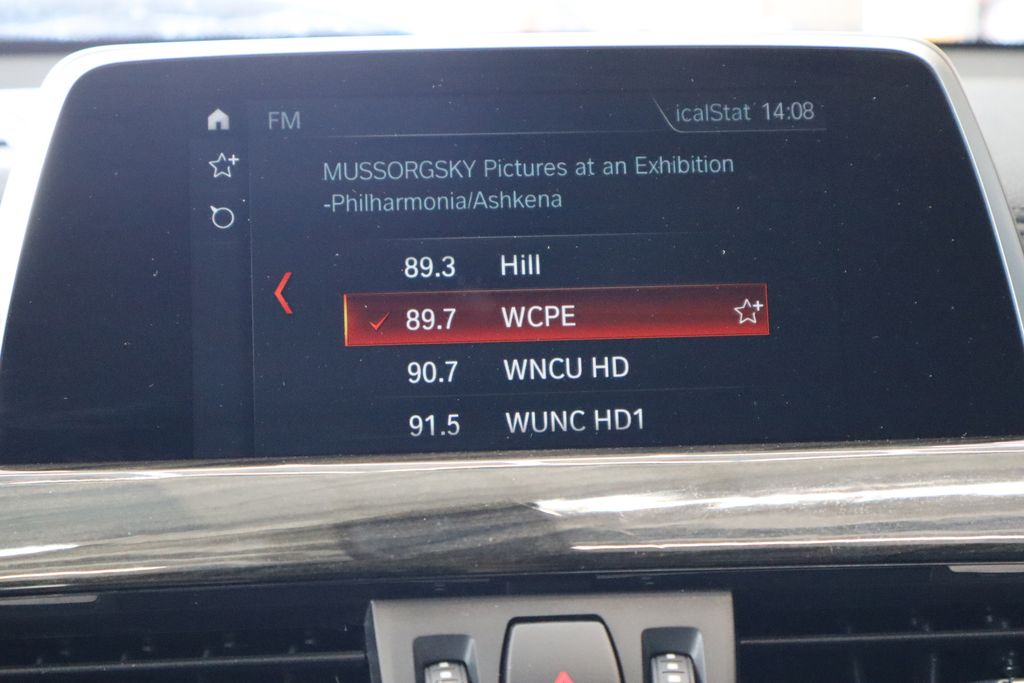 FM
icalStat 14:08
MUSSORGSKY Pictures at an Exhibition
-Philharmonia/Ashkena
89.3 Hill
89.7 WCPE
90.7 WNCU HD
91.5 WUNC HD1